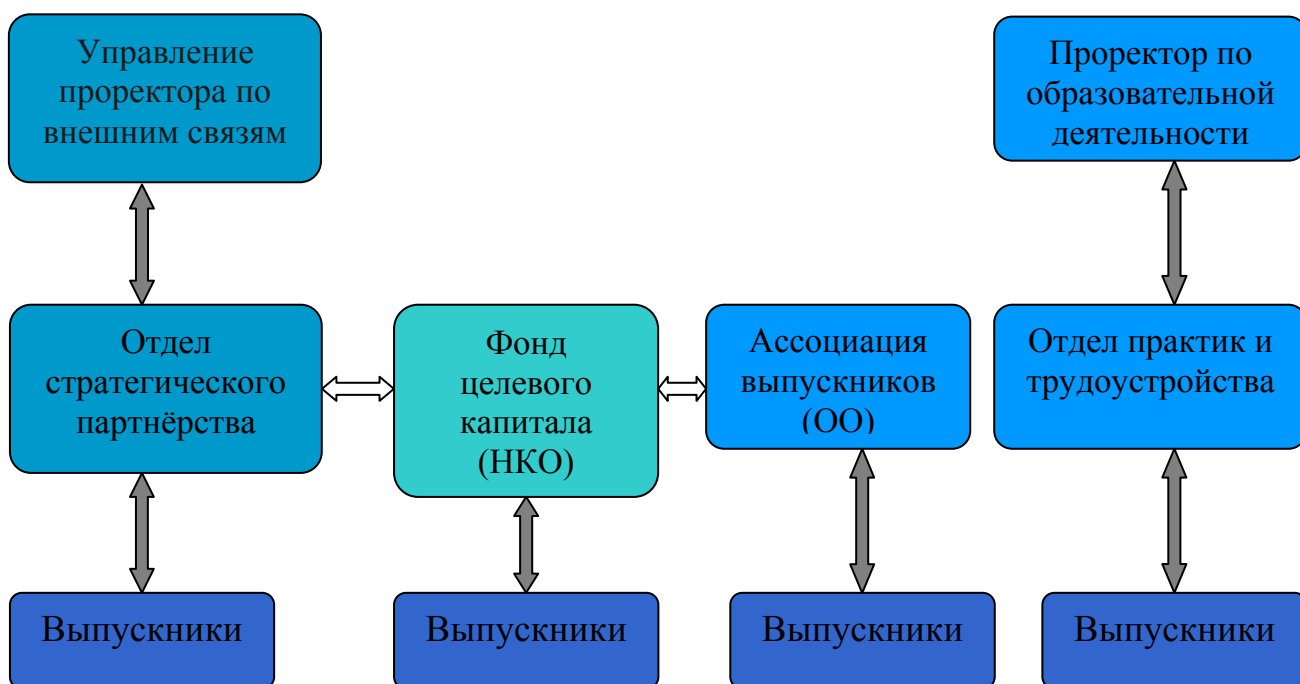 Управление
проректора по
внешним связям
Проректор по
образовательной
деятельности
Отдел
стратегического
партнёрства
Фонд
целевого
капитала
(НКО)
Ассоциация
выпускников
(ОО)
Отдел практик и
трудоустройства
Выпускники
Выпускники
Выпускники
Выпускники